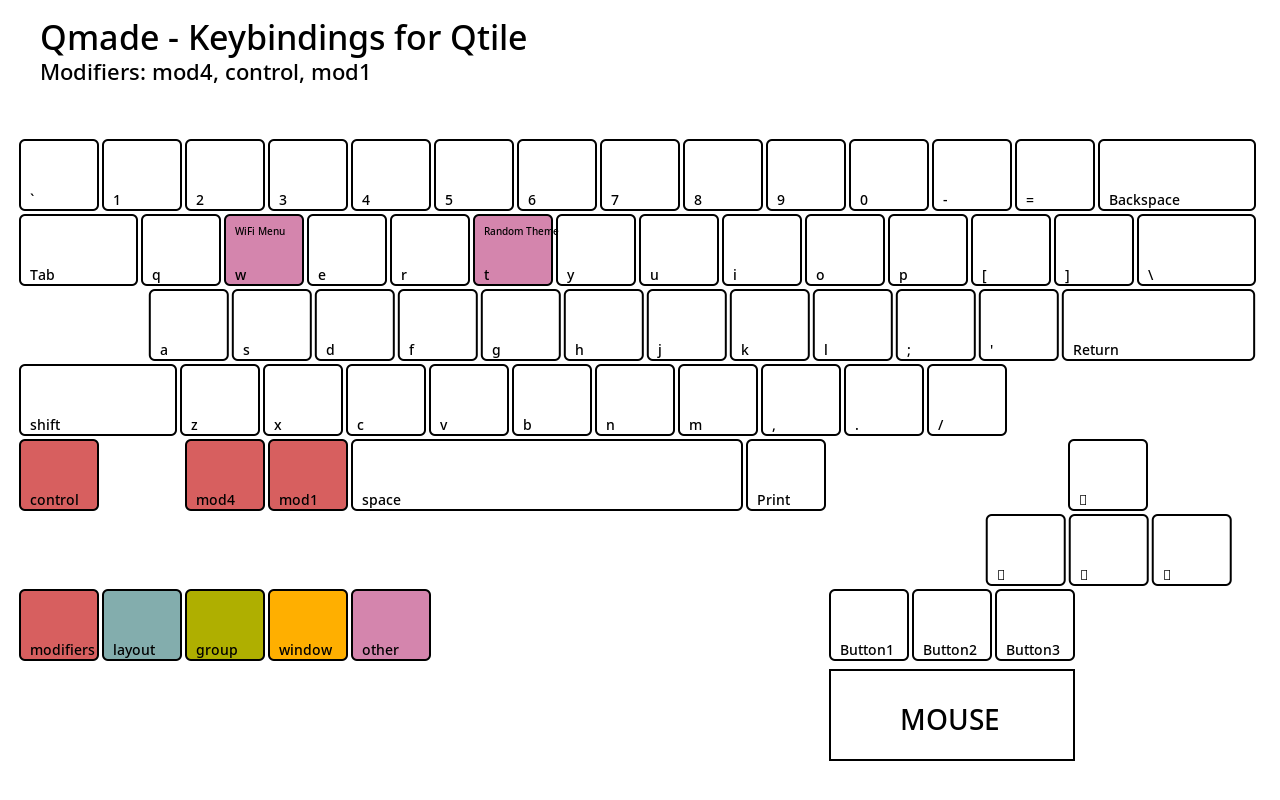 Qmade - Keybindings for Qtile
Modifiers: mod4, control, mod1
` 1 2 3 4 5 6 7 8 9 0 - = Backspace
WiFi Menu Random Theme
Tab q w e r t y u i o p [ ] \
a s d f g h j k l ; ' Return
shift z x c v b n m , . /
control mod4 mod1 space Print
modifiers layout group window other Button1 Button2 Button3
MOUSE